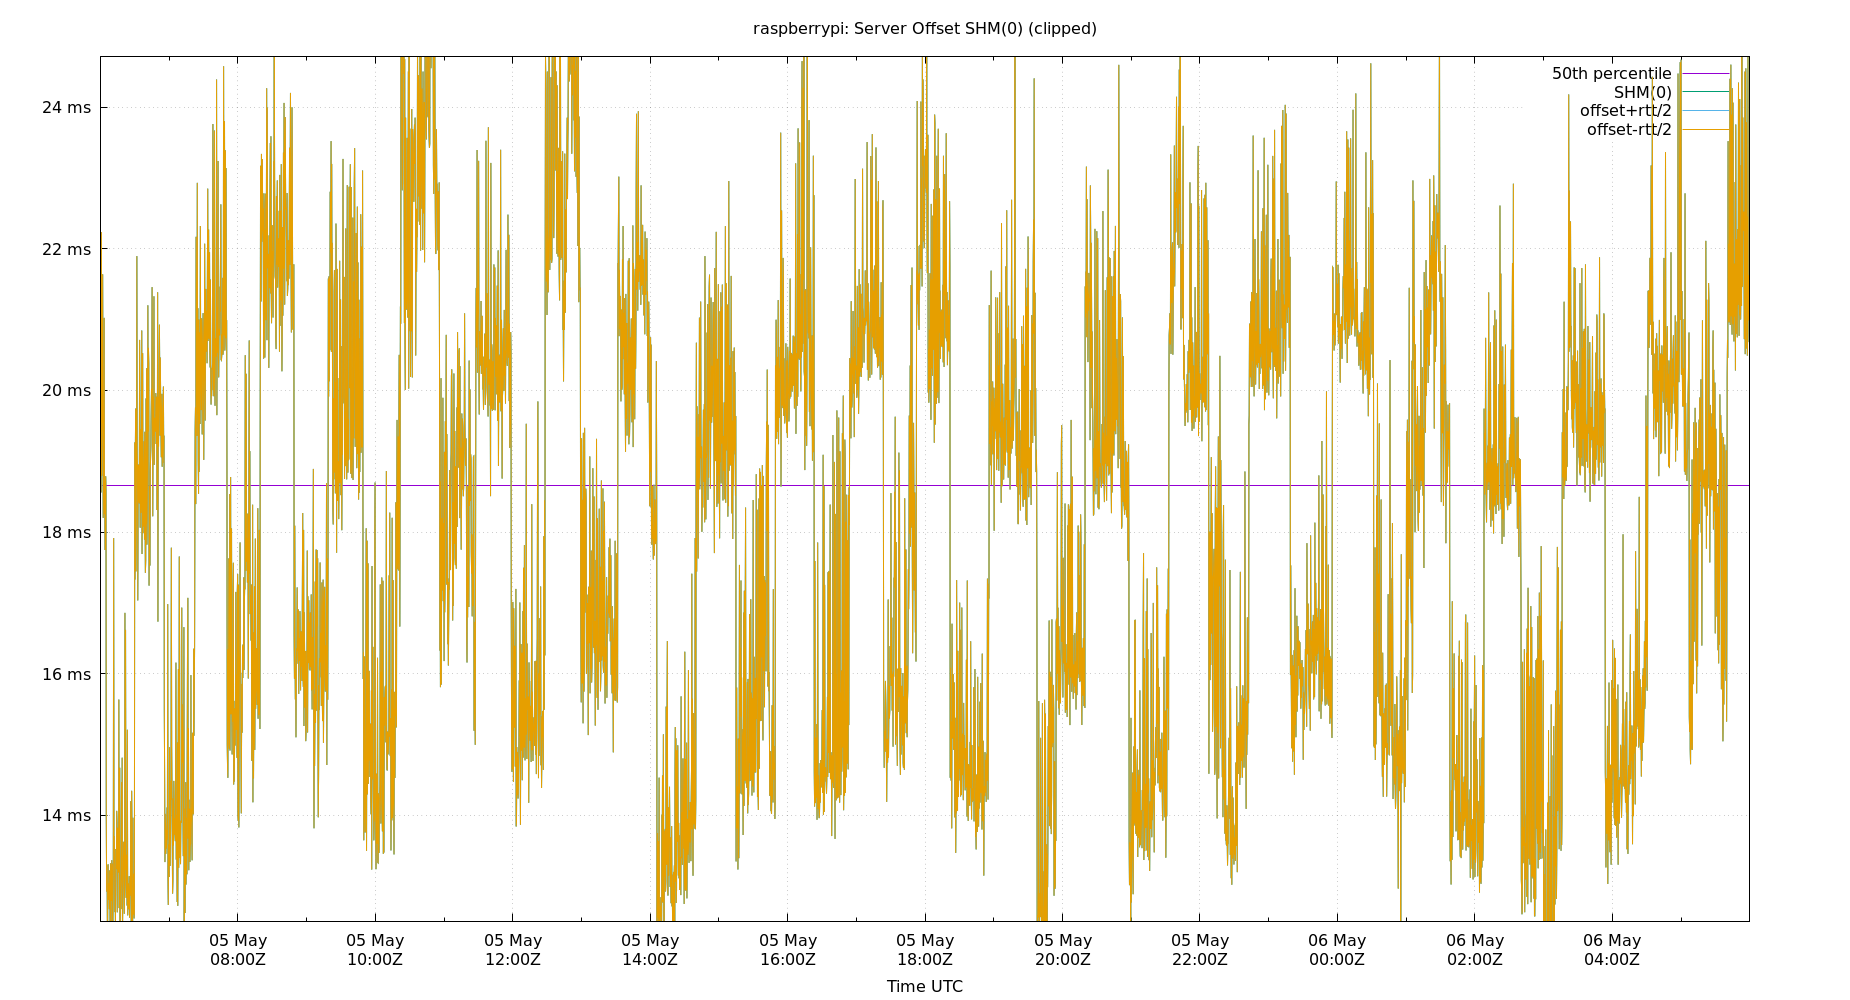 raspberrypi: Server Offset SHM(0) (clipped)
50th percentile
SHM(0)
offset+rtt/2
offset-rtt/2
24 ms
22 ms
20 ms
18 ms
16 ms
14 ms
05 May 05 May 05 May 05 May 05 May 05 May 05 May 05 May 06 May 06 May 06 May
08:00Z 10:00Z 12:00Z 14:00Z 16:00Z 18:00Z 20:00Z 22:00Z 00:00Z 02:00Z 04:00Z
Time UTC